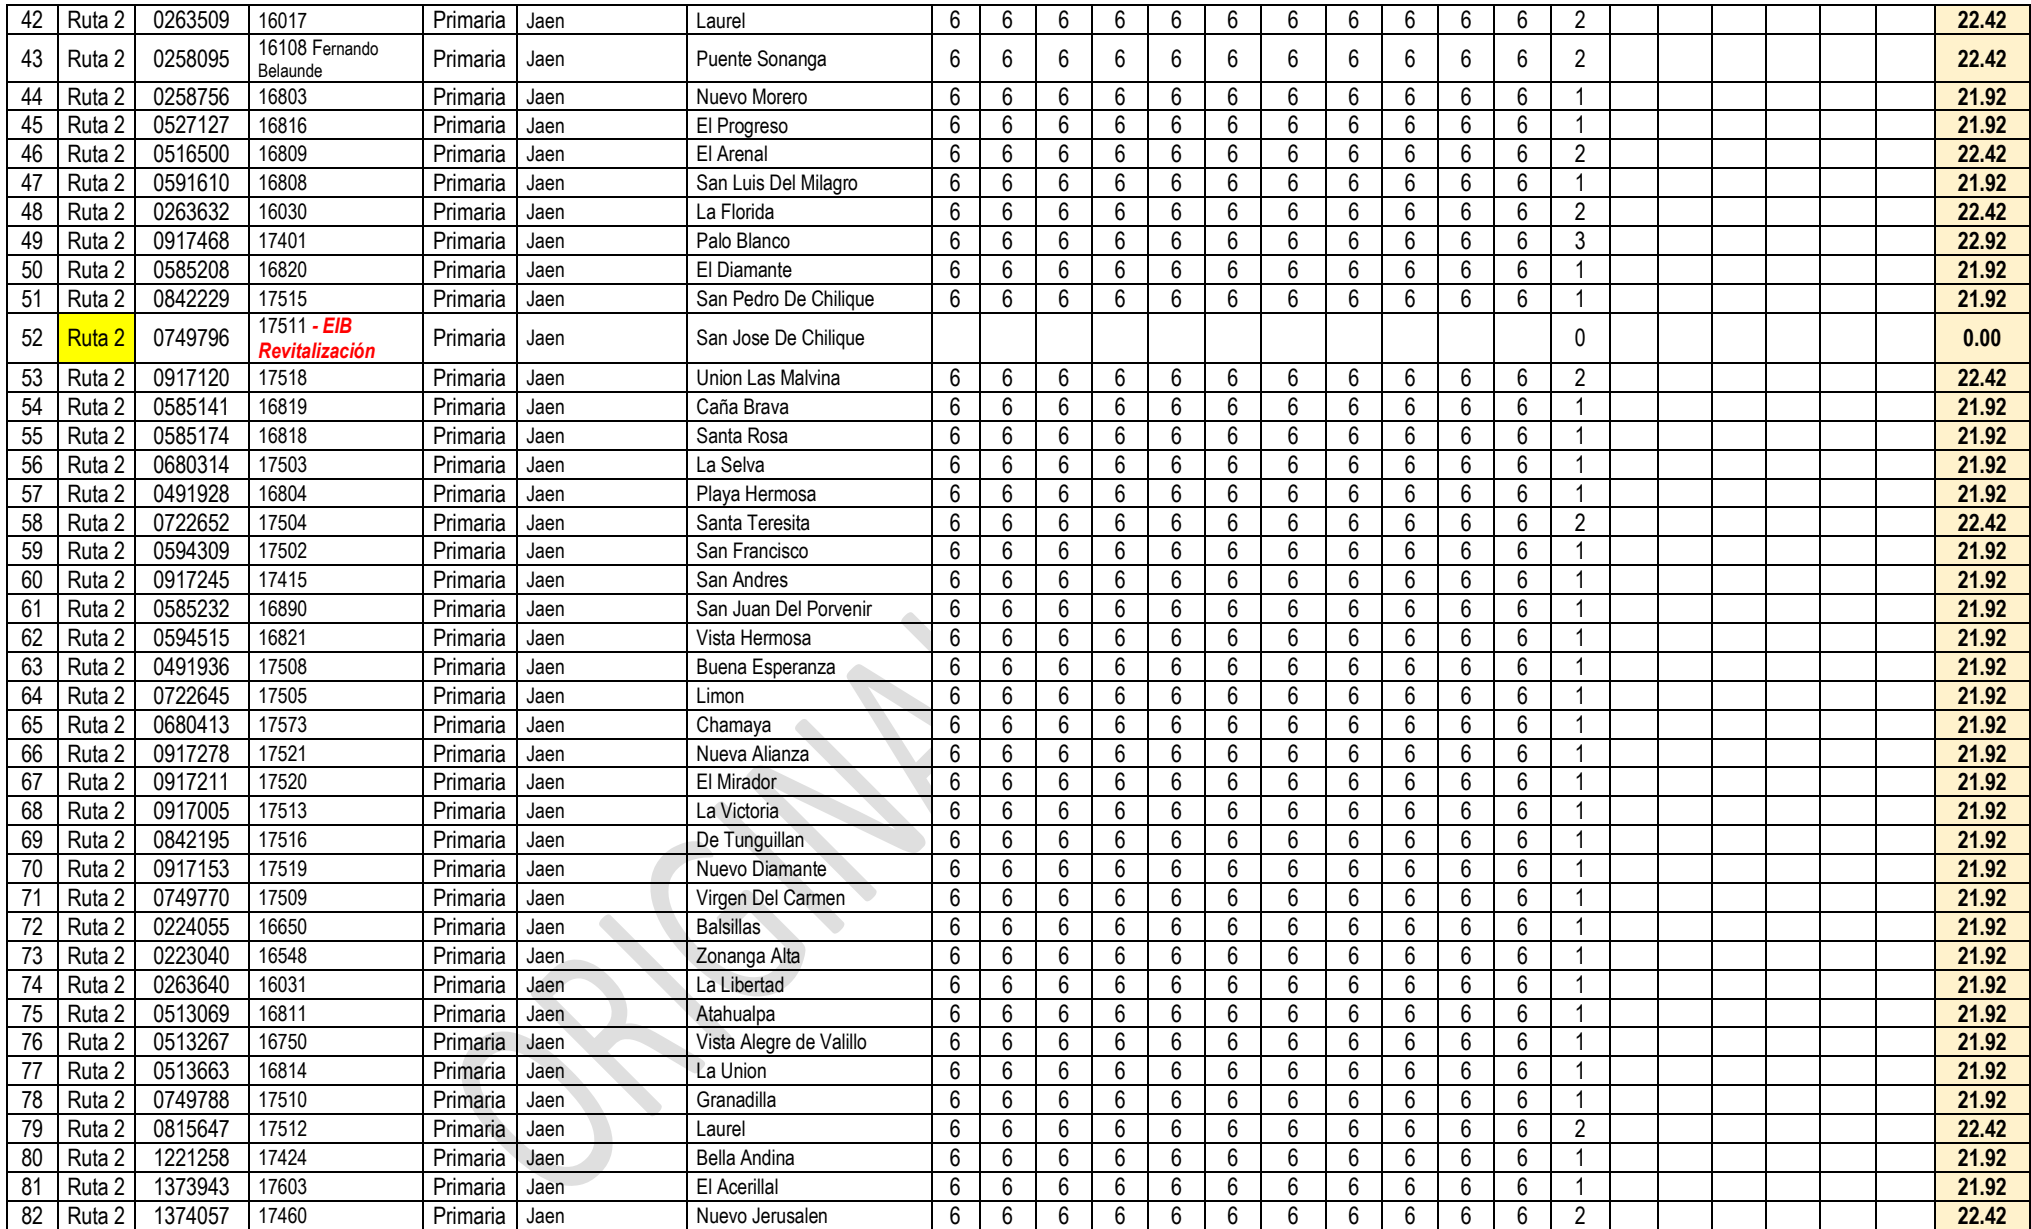 42 Ruta 2 0263509 16017 Primaria Jaen Laurel 6 6 6 6 6 6 6 6 6 6 6 2 22.42
43 Ruta 2 0258095 16108 Fernando Belaunde Primaria Jaen Puente Sonanga 6 6 6 6 6 6 6 6 6 6 6 2 22.42
44 Ruta 2 0258756 16803 Primaria Jaen Nuevo Morero 6 6 6 6 6 6 6 6 6 6 6 1 21.92
45 Ruta 2 0527127 16816 Primaria Jaen El Progreso 6 6 6 6 6 6 6 6 6 6 6 1 21.92
46 Ruta 2 0516500 16809 Primaria Jaen El Arenal 6 6 6 6 6 6 6 6 6 6 6 2 22.42
47 Ruta 2 0591610 16808 Primaria Jaen San Luis Del Milagro 6 6 6 6 6 6 6 6 6 6 6 1 21.92
48 Ruta 2 0263632 16030 Primaria Jaen La Florida 6 6 6 6 6 6 6 6 6 6 6 2 22.42
49 Ruta 2 0917468 17401 Primaria Jaen Palo Blanco 6 6 6 6 6 6 6 6 6 6 6 3 22.92
50 Ruta 2 0585208 16820 Primaria Jaen El Diamante 6 6 6 6 6 6 6 6 6 6 6 1 21.92
51 Ruta 2 0842229 17515 Primaria Jaen San Pedro De Chilique 6 6 6 6 6 6 6 6 6 6 6 1 21.92
52 Ruta 2 0749796 17511 - EIB Revitalización Primaria Jaen San Jose De Chilique 0 0.00
53 Ruta 2 0917120 17518 Primaria Jaen Union Las Malvina 6 6 6 6 6 6 6 6 6 6 6 2 22.42
54 Ruta 2 0585141 16819 Primaria Jaen Caña Brava 6 6 6 6 6 6 6 6 6 6 6 1 21.92
55 Ruta 2 0585174 16818 Primaria Jaen Santa Rosa 6 6 6 6 6 6 6 6 6 6 6 1 21.92
56 Ruta 2 0680314 17503 Primaria Jaen La Selva 6 6 6 6 6 6 6 6 6 6 6 1 21.92
57 Ruta 2 0491928 16804 Primaria Jaen Playa Hermosa 6 6 6 6 6 6 6 6 6 6 6 1 21.92
58 Ruta 2 0722652 17504 Primaria Jaen Santa Teresita 6 6 6 6 6 6 6 6 6 6 6 2 22.42
59 Ruta 2 0594309 17502 Primaria Jaen San Francisco 6 6 6 6 6 6 6 6 6 6 6 1 21.92
60 Ruta 2 0917245 17415 Primaria Jaen San Andres 6 6 6 6 6 6 6 6 6 6 6 1 21.92
61 Ruta 2 0585232 16890 Primaria Jaen San Juan Del Porvenir 6 6 6 6 6 6 6 6 6 6 6 1 21.92
62 Ruta 2 0594515 16821 Primaria Jaen Vista Hermosa 6 6 6 6 6 6 6 6 6 6 6 1 21.92
63 Ruta 2 0491936 17508 Primaria Jaen Buena Esperanza 6 6 6 6 6 6 6 6 6 6 6 1 21.92
64 Ruta 2 0722645 17505 Primaria Jaen Limon 6 6 6 6 6 6 6 6 6 6 6 1 21.92
65 Ruta 2 0680413 17573 Primaria Jaen Chamaya 6 6 6 6 6 6 6 6 6 6 6 1 21.92
66 Ruta 2 0917278 17521 Primaria Jaen Nueva Alianza 6 6 6 6 6 6 6 6 6 6 6 1 21.92
67 Ruta 2 0917211 17520 Primaria Jaen El Mirador 6 6 6 6 6 6 6 6 6 6 6 1 21.92
68 Ruta 2 0917005 17513 Primaria Jaen La Victoria 6 6 6 6 6 6 6 6 6 6 6 1 21.92
69 Ruta 2 0842195 17516 Primaria Jaen De Tunguillan 6 6 6 6 6 6 6 6 6 6 6 1 21.92
70 Ruta 2 0917153 17519 Primaria Jaen Nuevo Diamante 6 6 6 6 6 6 6 6 6 6 6 1 21.92
71 Ruta 2 0749770 17509 Primaria Jaen Virgen Del Carmen 6 6 6 6 6 6 6 6 6 6 6 1 21.92
72 Ruta 2 0224055 16650 Primaria Jaen Balsillas 6 6 6 6 6 6 6 6 6 6 6 1 21.92
73 Ruta 2 0223040 16548 Primaria Jaen Zonanga Alta 6 6 6 6 6 6 6 6 6 6 6 1 21.92
74 Ruta 2 0263640 16031 Primaria Jaen La Libertad 6 6 6 6 6 6 6 6 6 6 6 1 21.92
75 Ruta 2 0513069 16811 Primaria Jaen Atahualpa 6 6 6 6 6 6 6 6 6 6 6 1 21.92
76 Ruta 2 0513267 16750 Primaria Jaen Vista Alegre de Valillo 6 6 6 6 6 6 6 6 6 6 6 1 21.92
77 Ruta 2 0513663 16814 Primaria Jaen La Union 6 6 6 6 6 6 6 6 6 6 6 1 21.92
78 Ruta 2 0749788 17510 Primaria Jaen Granadilla 6 6 6 6 6 6 6 6 6 6 6 1 21.92
79 Ruta 2 0815647 17512 Primaria Jaen Laurel 6 6 6 6 6 6 6 6 6 6 6 2 22.42
80 Ruta 2 1221258 17424 Primaria Jaen Bella Andina 6 6 6 6 6 6 6 6 6 6 6 1 21.92
81 Ruta 2 1373943 17603 Primaria Jaen El Acerillal 6 6 6 6 6 6 6 6 6 6 6 1 21.92
82 Ruta 2 1374057 17460 Primaria Jaen Nuevo Jerusalen 6 6 6 6 6 6 6 6 6 6 6 2 22.42
ORIGINA